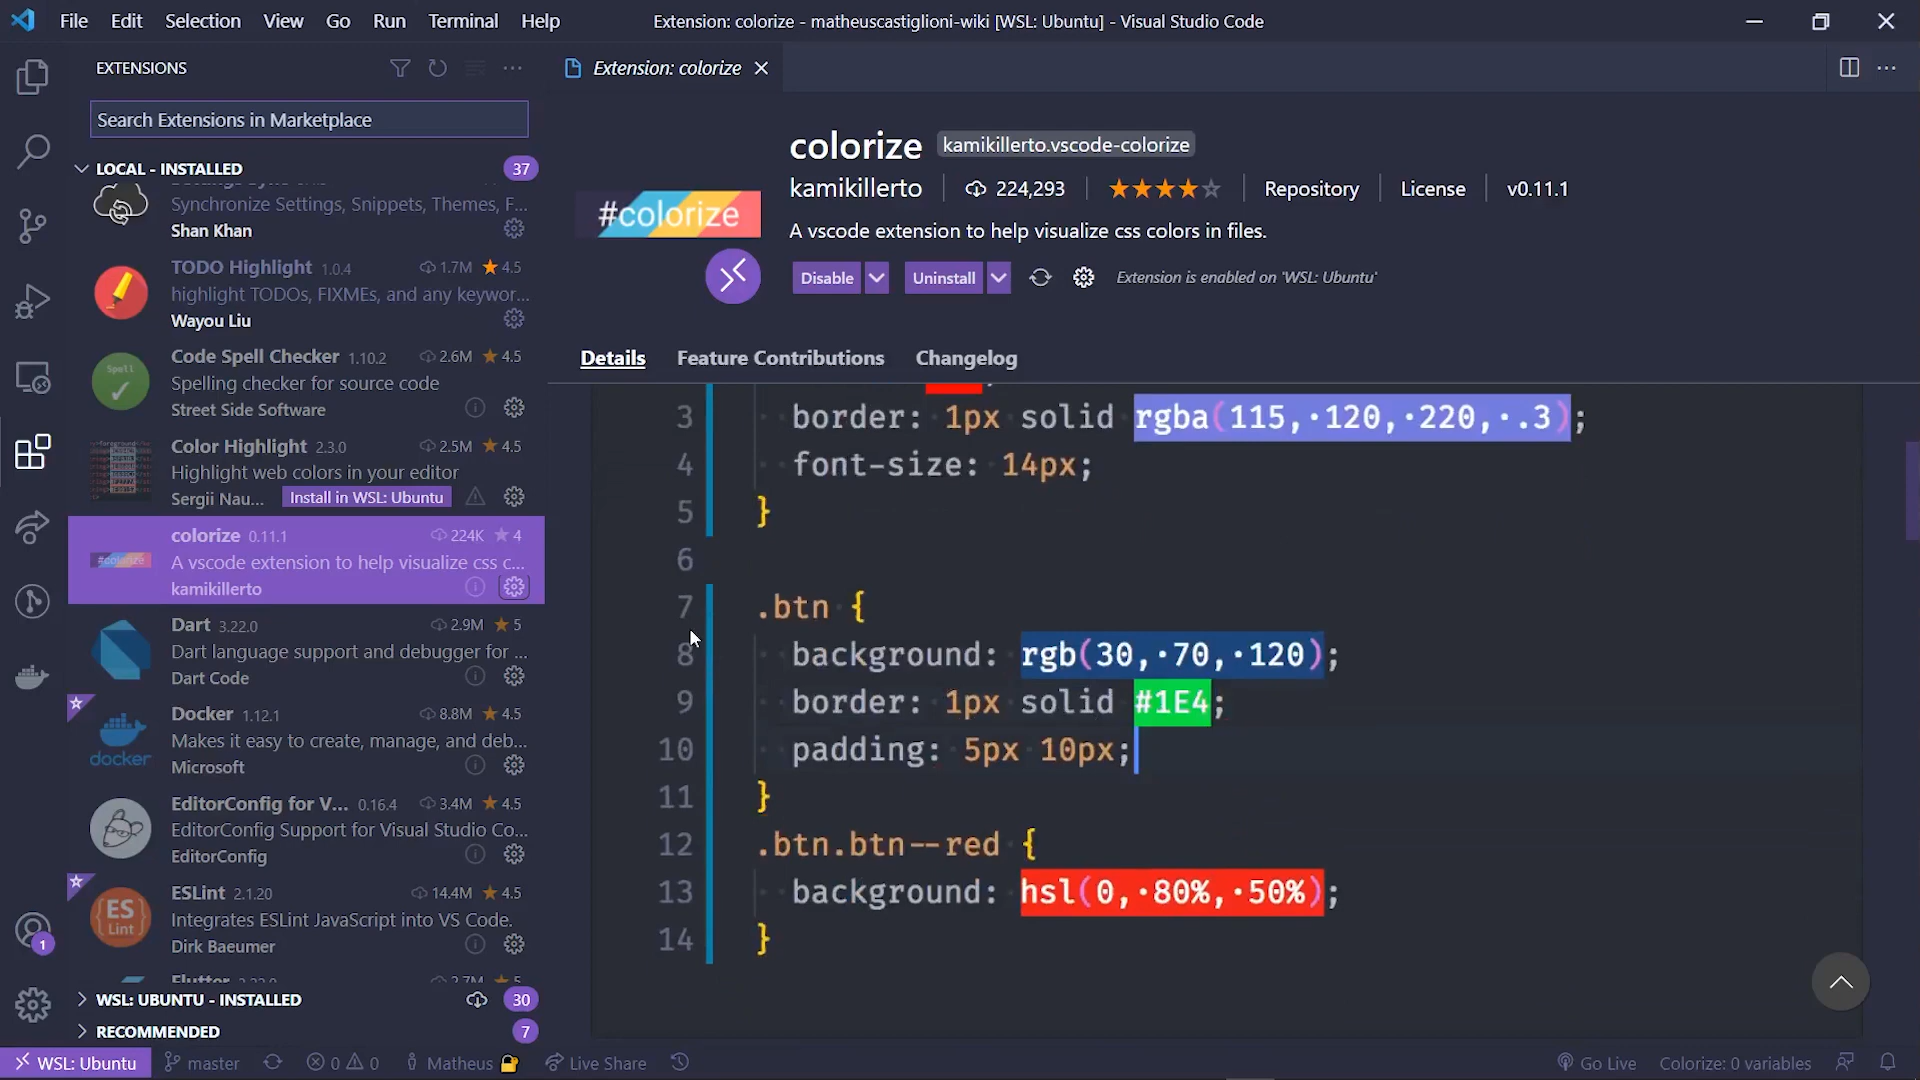 File Edit Selection View Go Run Terminal Help
Extension: colorize - matheuscastiglioni-wiki [WSL: Ubuntu] - Visual Studio Code
EXTENSIONS
Search Extensions in Marketplace
LOCAL - INSTALLED 37
Synchronize Settings, Snippets, Themes, F...
Shan Khan
TODO Highlight 1.0.4 1.7M 4.5
highlight TODOs, FIXMEs, and any keywor...
Wayou Liu
Spell
Code Spell Checker 1.10.2 2.6M 4.5
Spelling checker for source code
Street Side Software
Color Highlight 2.3.0 2.5M 4.5
Highlight web colors in your editor
Sergii Nau... Install in WSL: Ubuntu
#colorize
colorize 0.11.1 224K 4
A vscode extension to help visualize css c...
kamikillerto
Dart 3.22.0 2.9M 5
Dart language support and debugger for ...
Dart Code
docker
Docker 1.12.1 8.8M 4.5
Makes it easy to create, manage, and deb...
Microsoft
EditorConfig for V... 0.16.4 3.4M 4.5
EditorConfig Support for Visual Studio Co...
EditorConfig
ES
Lint
ESLint 2.1.20 14.4M 4.5
Integrates ESLint JavaScript into VS Code.
Dirk Baeumer
Flutter 3.22.0 2.7M 5
WSL: UBUNTU - INSTALLED 30
RECOMMENDED 7
Extension: colorize
#colorize
colorize kamikillerto.vscode-colorize
kamikillerto 224,293 Repository License v0.11.1
A vscode extension to help visualize css colors in files.
Disable Uninstall Extension is enabled on 'WSL: Ubuntu'
Details Feature Contributions Changelog
3 border: 1px solid rgba(115,·120,·220,·.3);
4 font-size: 14px;
5 }
6
7 .btn {
8 background: rgb(30,·70,·120);
9 border: 1px solid #1E4;
10 padding: 5px 10px;
11 }
12 .btn.btn--red {
13 background: hsl(0,·80%,·50%);
14 }
1
WSL: Ubuntu master 0 0 Matheus Live Share Go Live Colorize: 0 variables